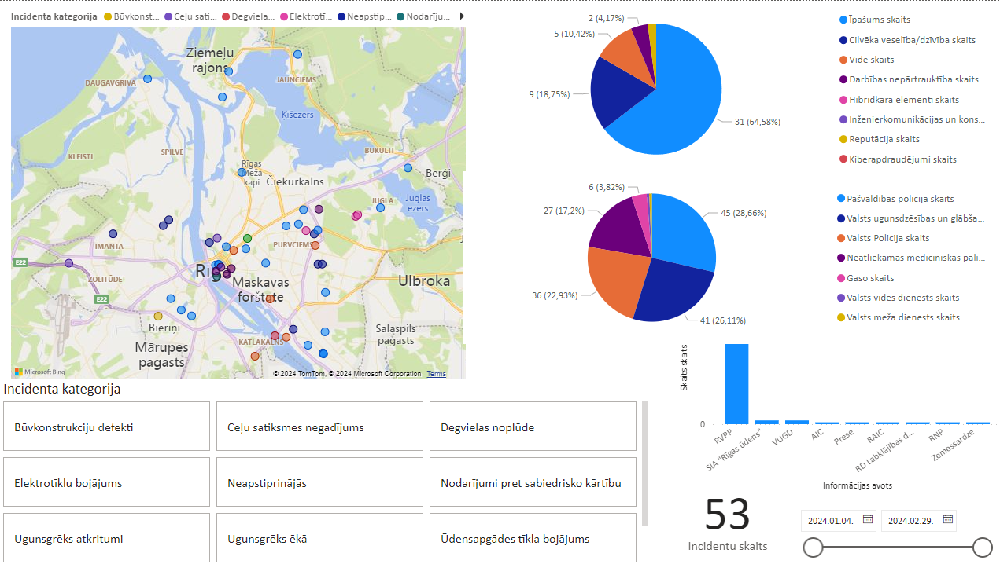 Incidenta kategorija
Būvkonst...
Ceļu sati...
Degviela...
Elektrotī...
Neapstip...
Nodarīju...
Ziemeļu
rajons
DAUGAVGRĪVA
JAUNCIEMS
Ķīšezers
KLEISTI
SPILVE
BUKULTI
Rīgas
Meža
kapi
Čiekurkalns
Berģi
JUGLA
Juglas
ezers
IMANTA
PURVCIEMS
E22
ZOLITŪDE
Maskavas
forštate
Ulbroka
E22
Bieriņi
Mārupes
pagasts
KATLAKALNS
Salaspils
pagasts
Microsoft Bing
© 2024 TomTom, © 2024 Microsoft Corporation Terms
2 (4,17%)
5 (10,42%)
9 (18,75%)
31 (64,58%)
Īpašums skaits
Cilvēka veselība/dzīvība skaits
Vide skaits
Darbības nepārtrauktība skaits
Hibrīdkara elementi skaits
Inženierkomunikācijas un kons...
Reputācija skaits
Kiberapdraudējumi skaits
6 (3,82%)
27 (17,2%)
45 (28,66%)
36 (22,93%)
41 (26,11%)
Pašvaldības policija skaits
Valsts ugunsdzēsības un glābša...
Valsts Policija skaits
Neatliekamās mediciniskās palī...
Gaso skaits
Valsts vides dienests skaits
Valsts meža dienests skaits
Skaits skaits
0
RVPP
SIA "Rīgas ūdens"
VUGD
AIC
Prese
RAIC
RD Labklājības d...
RNP
Zemessardze
Informācijas avots
Incidenta kategorija
Būvkonstrukciju defekti
Ceļu satiksmes negadījums
Degvielas noplūde
Elektrotīklu bojājums
Neapstiprinājās
Nodarījumi pret sabiedrisko kārtību
Ugunsgrēks atkritumi
Ugunsgrēks ēkā
Ūdensapgādes tīkla bojājums
53
Incidentu skaits
2024.01.04.
2024.02.29.